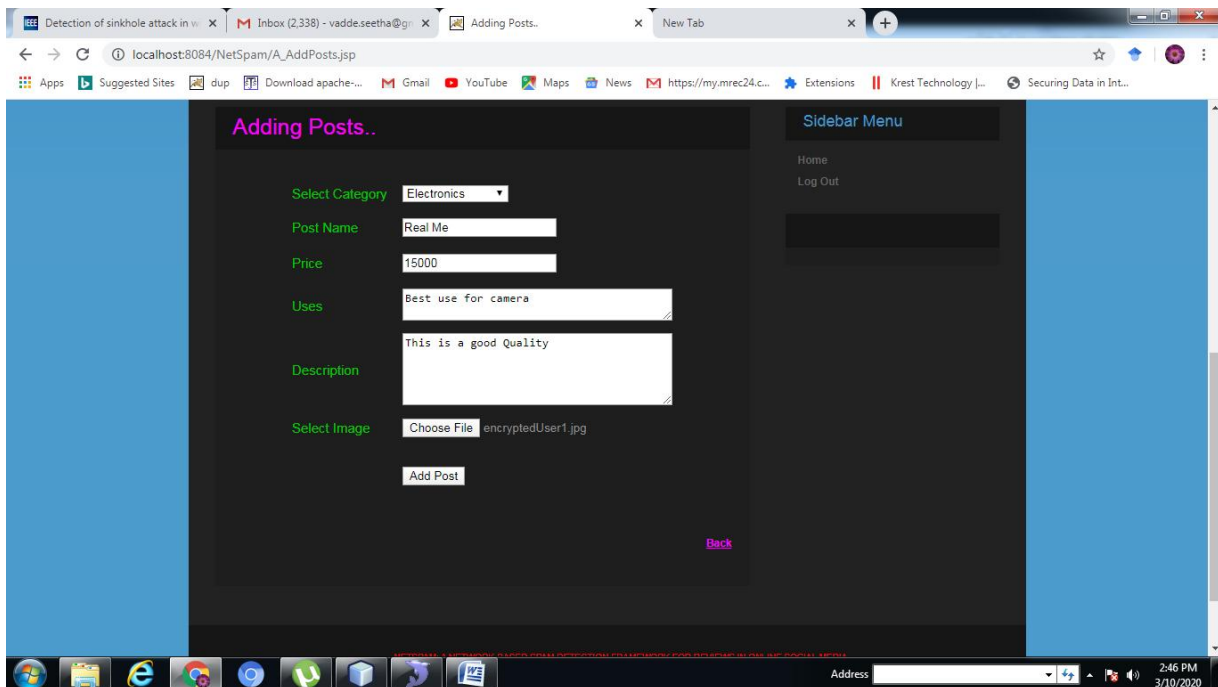 Detection of sinkhole attack in w
Inbox (2,338) - vadde.seetha@gm
Adding Posts..
New Tab
localhost:8084/NetSpam/A_AddPosts.jsp
Apps
Suggested Sites
dup
Download apache-...
Gmail
YouTube
Maps
News
https://my.mrec24.c...
Extensions
Krest Technology |...
Securing Data in Int...
Adding Posts..
Sidebar Menu
Home
Log Out
Select Category Electronics
Post Name Real Me
Price 15000
Uses Best use for camera
Description This is a good Quality
Select Image Choose File encryptedUser1.jpg
Add Post
Back
Address
2:46 PM
3/10/2020